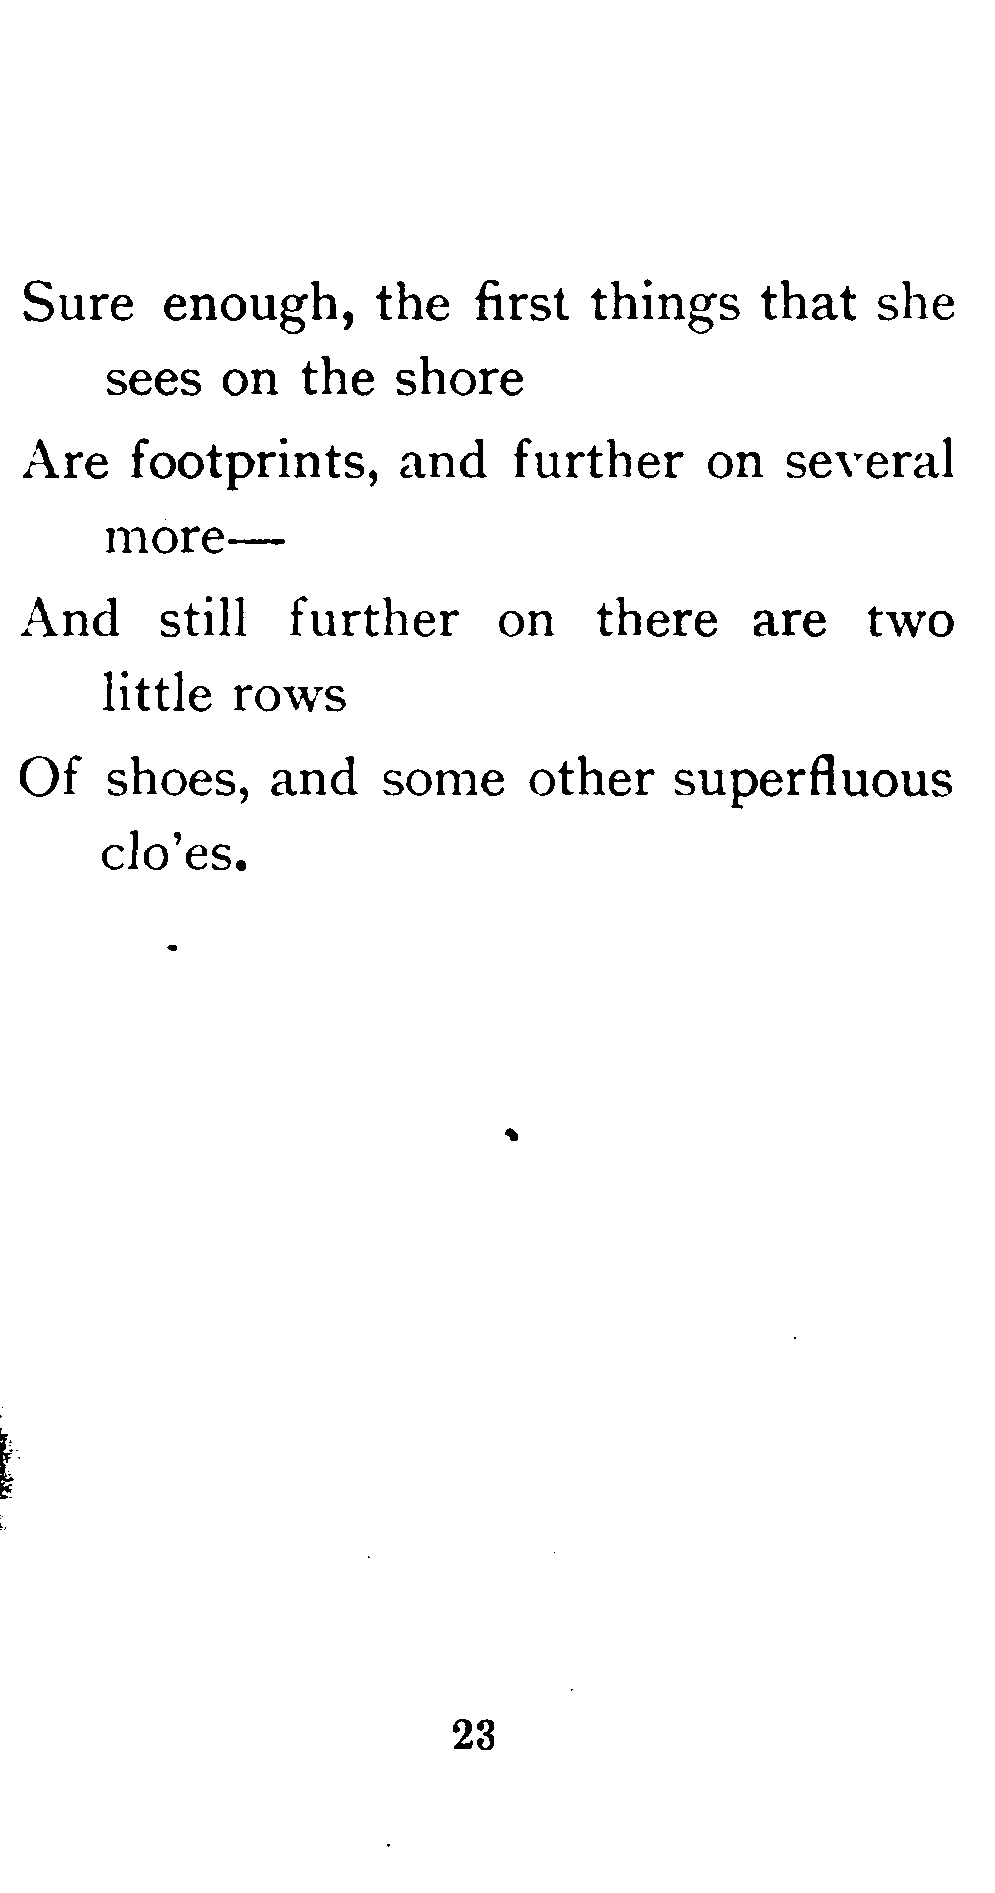 Sure enough, the first things that she
sees on the shore
Are footprints, and further on several
more—
And still further on there are two
little rows
Of shoes, and some other superfluous
clo'es.
23